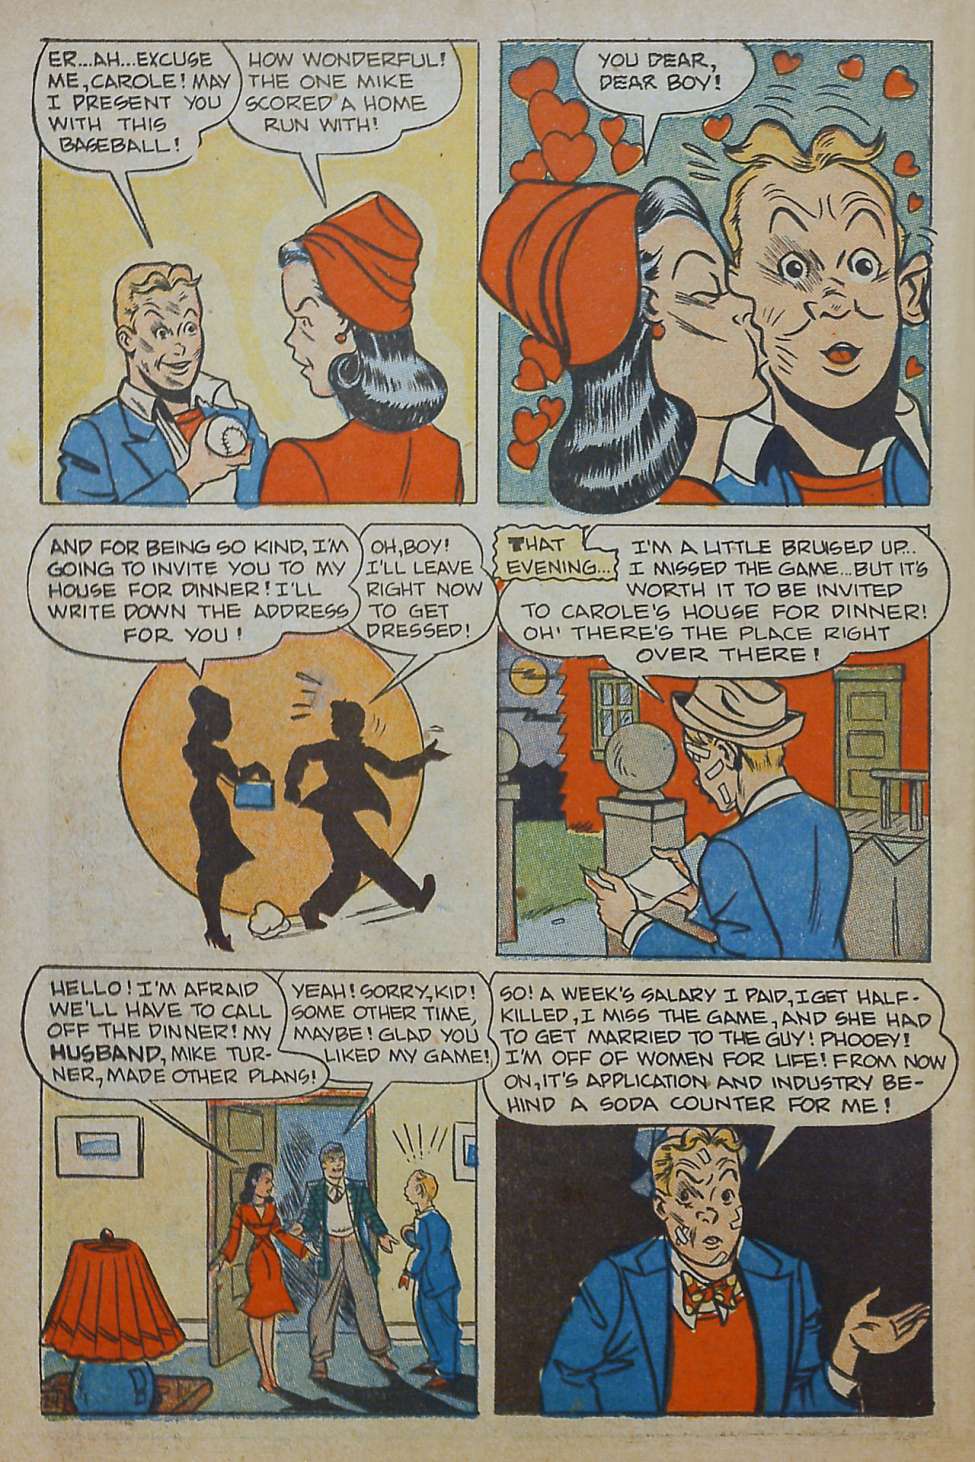 ER...AH...EXCUSE
ME, CAROLE! MAY
I PRESENT YOU
WITH THIS
BASEBALL!
HOW WONDERFUL!
THE ONE MIKE
SCORED A HOME
RUN WITH!
YOU DEAR,
DEAR BOY!
AND FOR BEING SO KIND, I'M
GOING TO INVITE YOU TO MY
HOUSE FOR DINNER! I'LL
WRITE DOWN THE ADDRESS
FOR YOU!
OH, BOY!
I'LL LEAVE
RIGHT NOW
TO GET
DRESSED!
THAT
EVENING...
I'M A LITTLE BRUISED UP..
I MISSED THE GAME...BUT IT'S
WORTH IT TO BE INVITED
TO CAROLE'S HOUSE FOR DINNER!
OH! THERE'S THE PLACE RIGHT
OVER THERE!
HELLO! I'M AFRAID
WE'LL HAVE TO CALL
OFF THE DINNER! MY
HUSBAND, MIKE TUR-
NER, MADE OTHER PLANS!
YEAH! SORRY, KID!
SOME OTHER TIME,
MAYBE! GLAD YOU
LIKED MY GAME!
SO! A WEEK'S SALARY I PAID, I GET HALF-
KILLED, I MISS THE GAME, AND SHE HAD
TO GET MARRIED TO THE GUY! PHOOEY!
I'M OFF OF WOMEN FOR LIFE! FROM NOW
ON, IT'S APPLICATION AND INDUSTRY BE-
HIND A SODA COUNTER FOR ME!